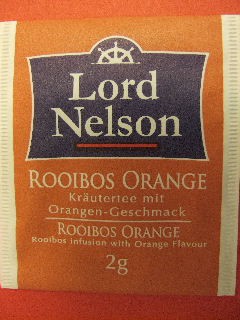 Lord
Nelson
ROOIBOS ORANGE
Kräutertee mit
Orangen-Geschmack
ROOIBOS ORANGE
Rooibos infusion with Orange Flavour
2g